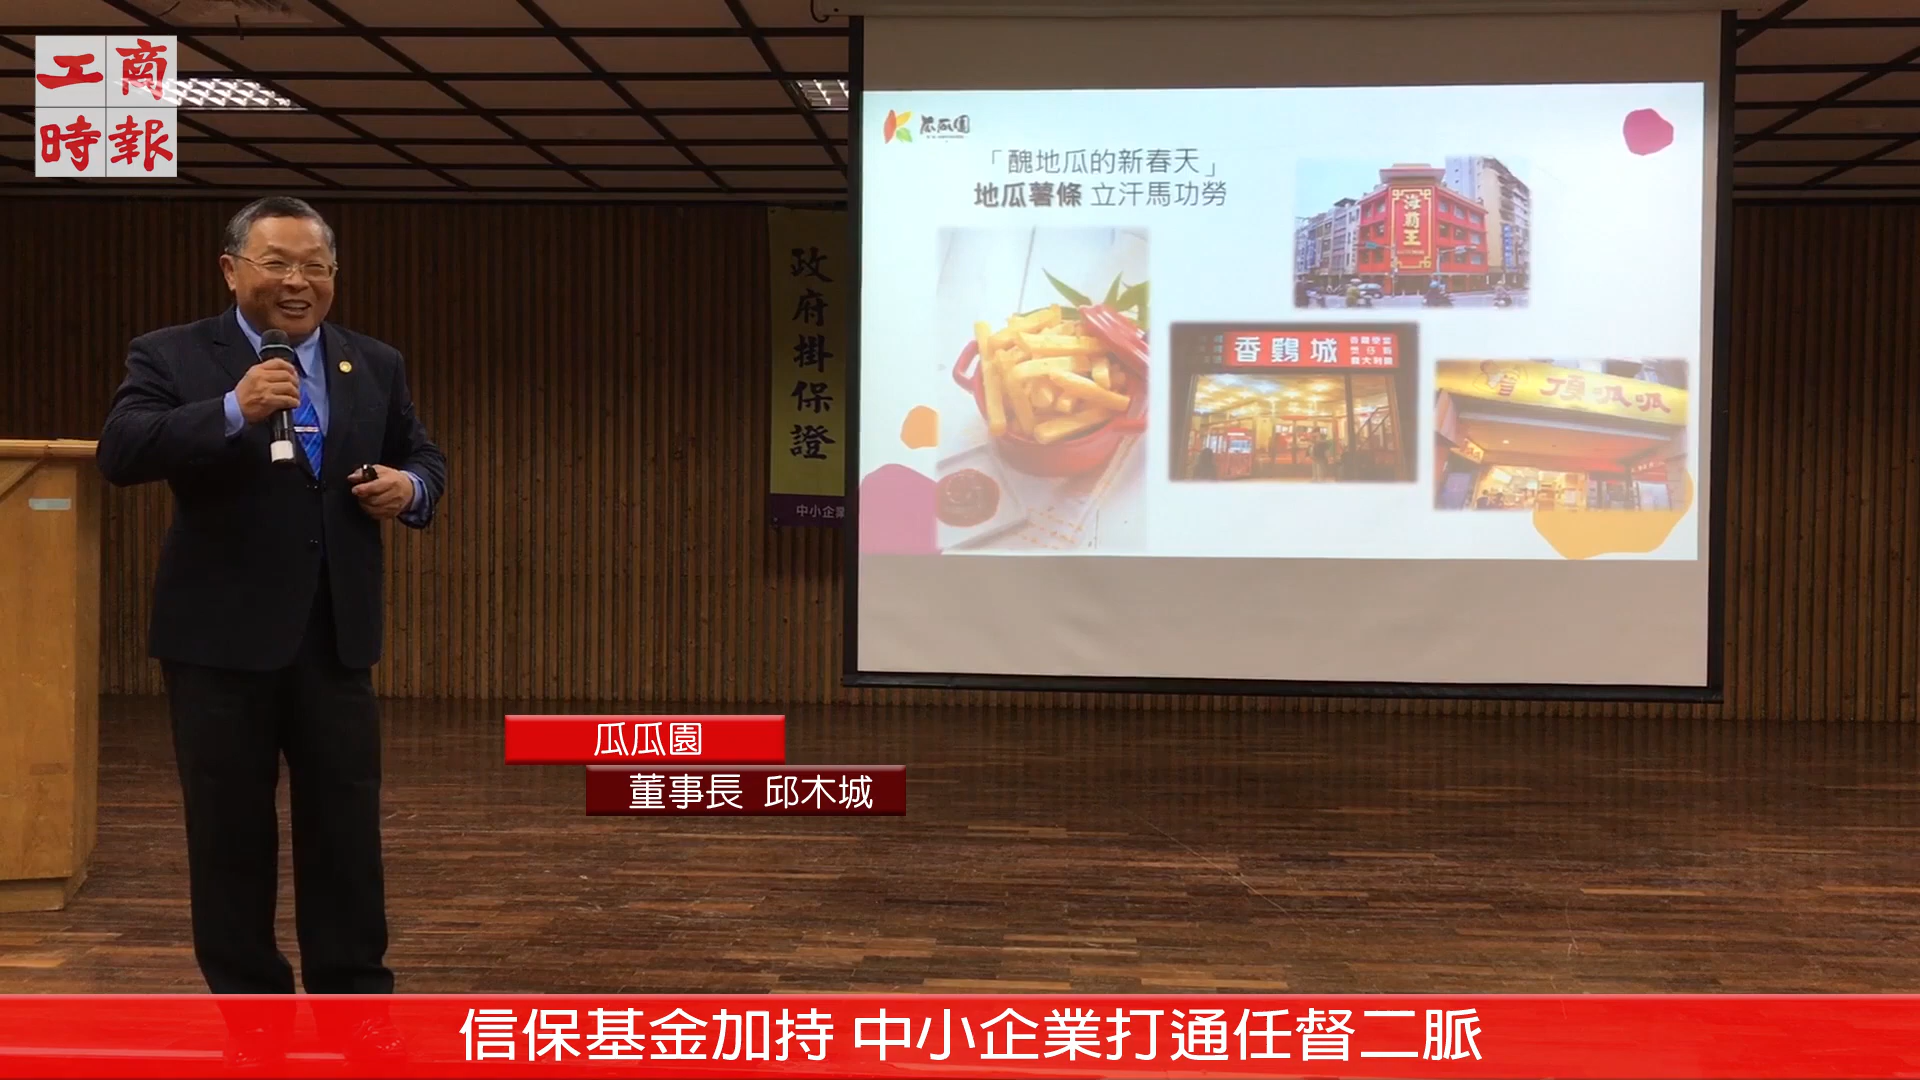 工商
時報
瓜瓜園
「醜地瓜的新春天」
地瓜薯條 立汗馬功勞
海霸王
香雞城
頂呱呱
政府掛保證
中小企業
瓜瓜園
董事長 邱木城
信保基金加持 中小企業打通任督二脈